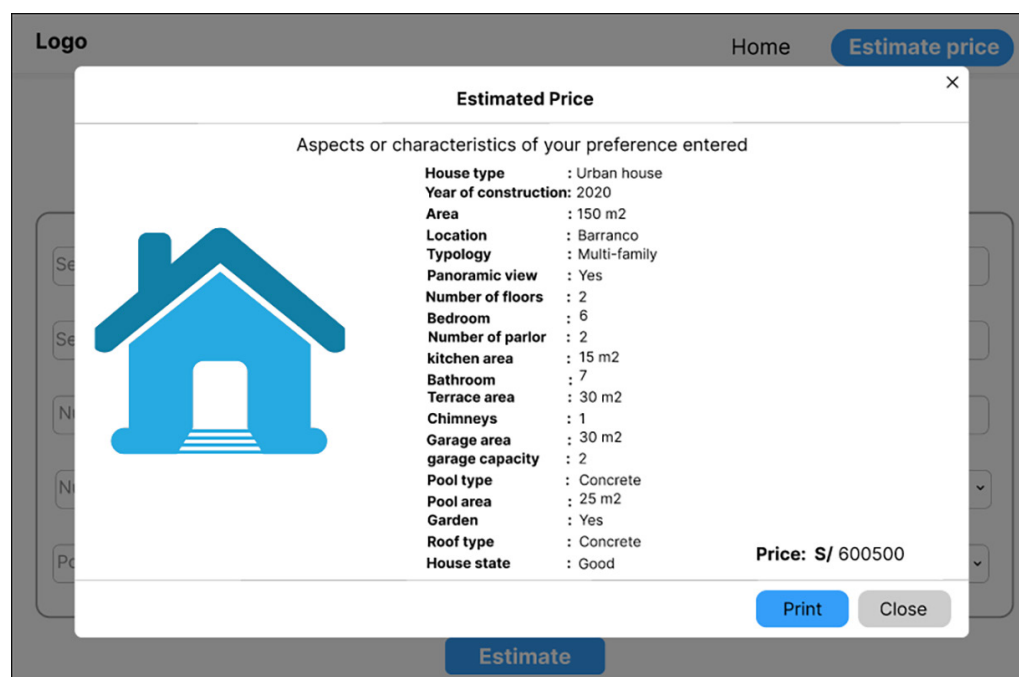 Logo
Home
Estimate price
Estimated Price
×
Aspects or characteristics of your preference entered
House type : Urban house
Year of construction: 2020
Area : 150 m2
Location : Barranco
Typology : Multi-family
Panoramic view : Yes
Number of floors : 2
Bedroom : 6
Number of parlor : 2
kitchen area : 15 m2
Bathroom : 7
Terrace area : 30 m2
Chimneys : 1
Garage area : 30 m2
garage capacity : 2
Pool type : Concrete
Pool area : 25 m2
Garden : Yes
Roof type : Concrete
House state : Good
Price: S/ 600500
Print
Close
Se
Se
Estimate